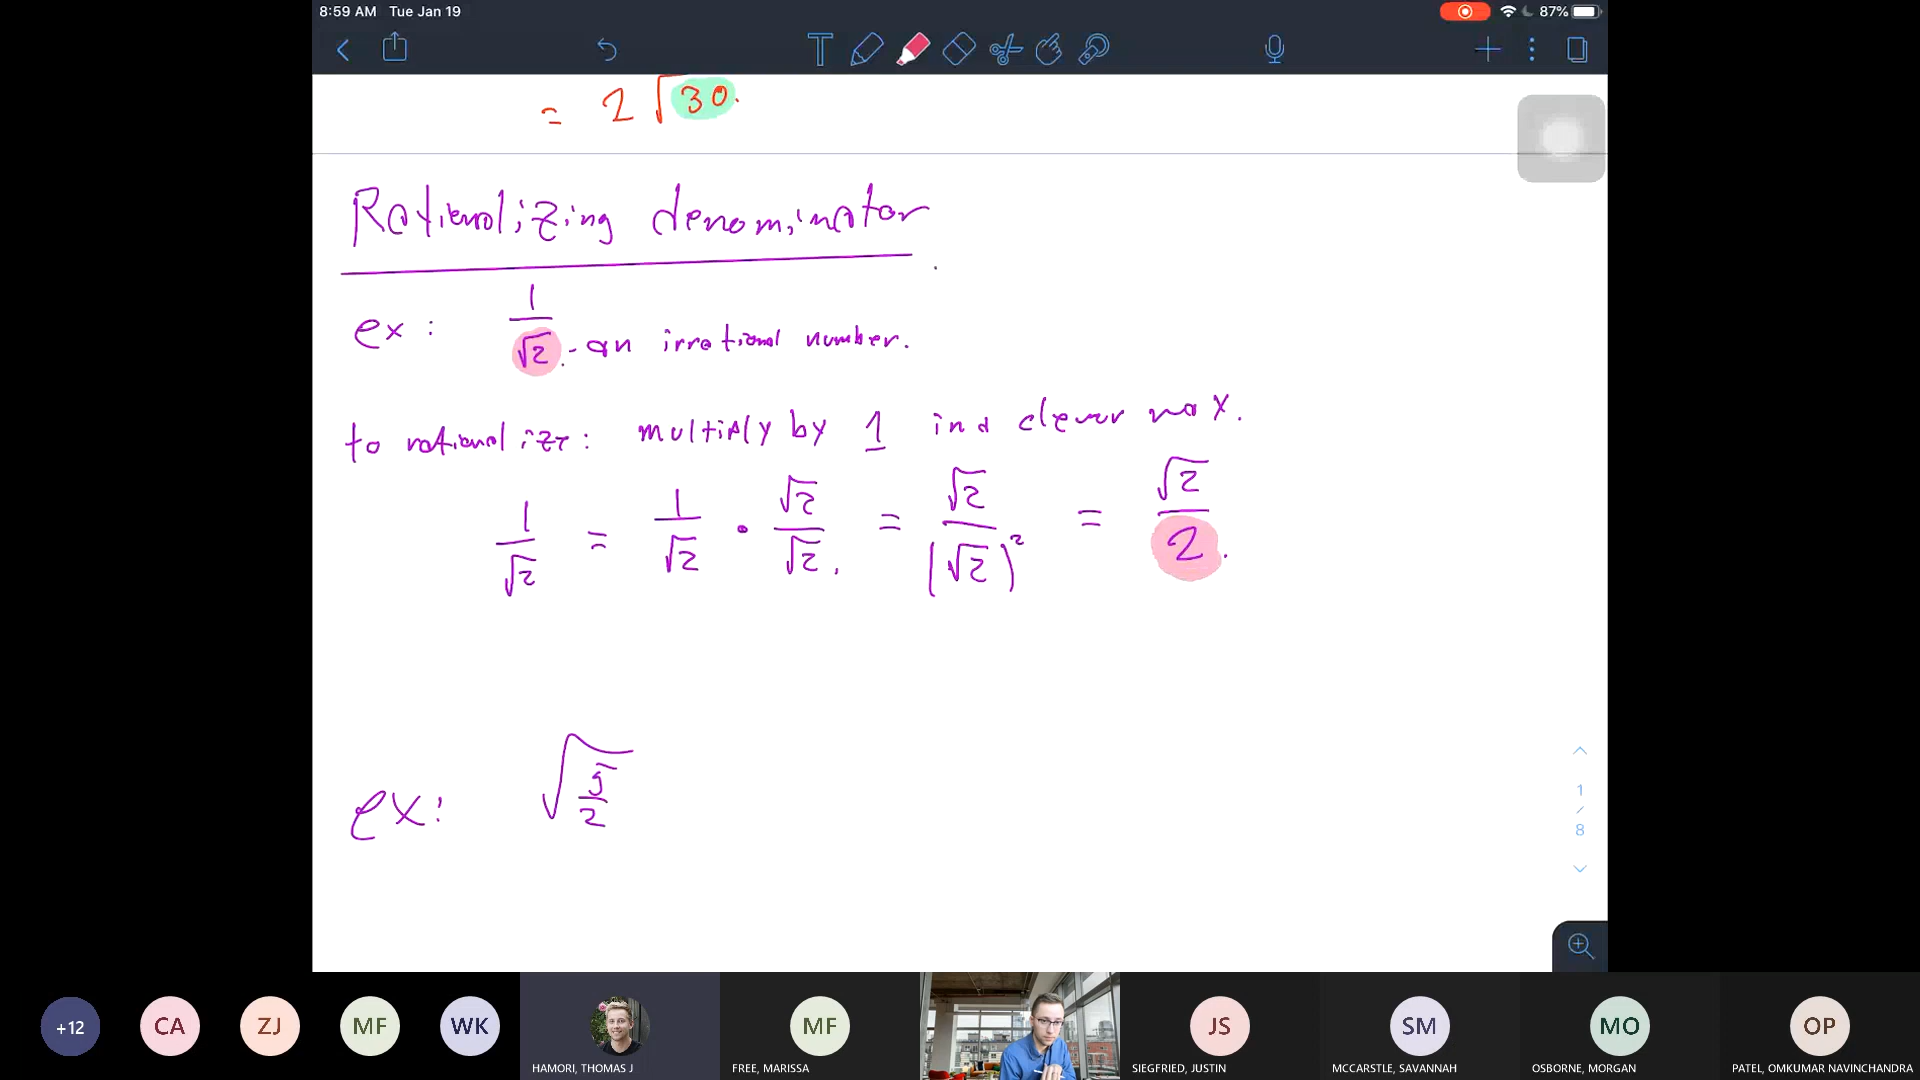 8:59 AM Tue Jan 19
87%
= 2 √30.
Rationalizing denominator
ex: 1/√2 - an irrational number.
to rationalize: multiply by 1 in a clever way.
1/√2 = 1/√2 · √2/√2, = √2/(√2)² = √2/2.
ex: √(5/2)
1
/
8
+12
CA
ZJ
MF
WK
MF
JS
SM
MO
OP
HAMORI, THOMAS J
FREE, MARISSA
SIEGFRIED, JUSTIN
MCCARSTLE, SAVANNAH
OSBORNE, MORGAN
PATEL, OMKUMAR NAVINCHANDRA